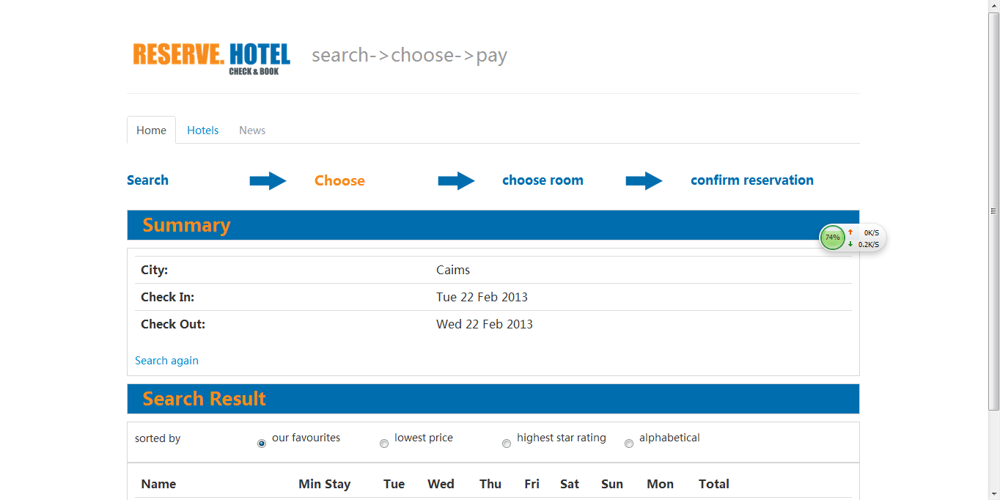 RESERVE. HOTEL
CHECK & BOOK
search->choose->pay
Home Hotels News
Search Choose choose room confirm reservation
Summary
74% 0K/S
0.2K/S
City: Caims
Check In: Tue 22 Feb 2013
Check Out: Wed 22 Feb 2013
Search again
Search Result
sorted by our favourites lowest price highest star rating alphabetical
Name Min Stay Tue Wed Thu Fri Sat Sun Mon Total